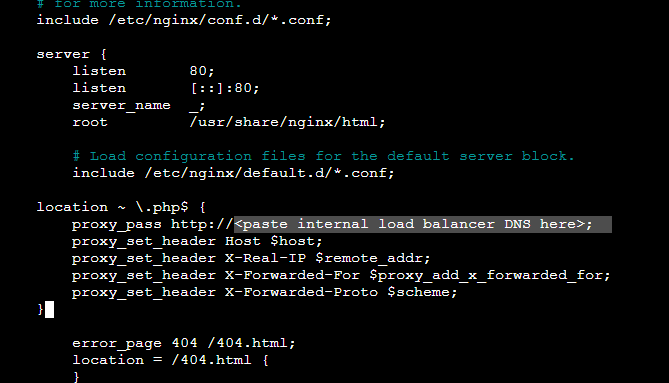 # for more information.
include /etc/nginx/conf.d/*.conf;
server {
listen 80;
listen [::]:80;
server_name _;
root /usr/share/nginx/html;
# Load configuration files for the default server block.
include /etc/nginx/default.d/*.conf;
location ~ \.php$ {
proxy_pass http://<paste internal load balancer DNS here>;
proxy_set_header Host $host;
proxy_set_header X-Real-IP $remote_addr;
proxy_set_header X-Forwarded-For $proxy_add_x_forwarded_for;
proxy_set_header X-Forwarded-Proto $scheme;
}
error_page 404 /404.html;
location = /404.html {
}